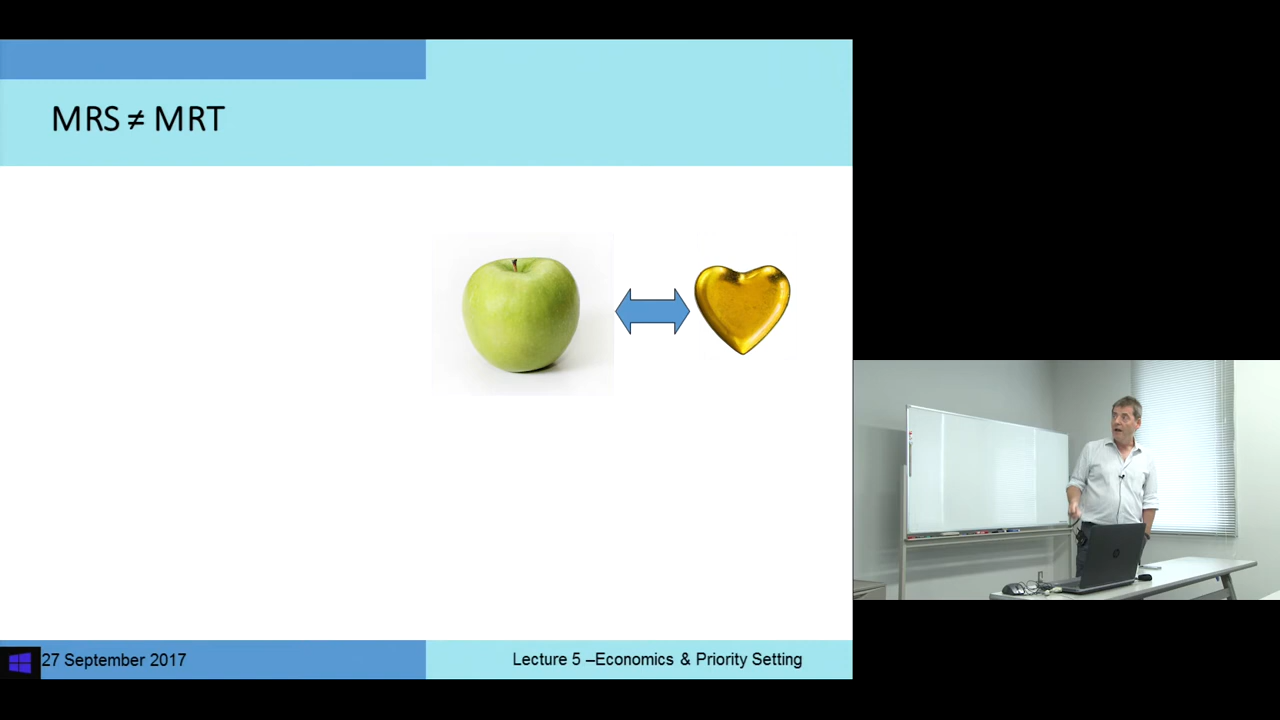 MRS ≠ MRT
27 September 2017
Lecture 5 –Economics & Priority Setting